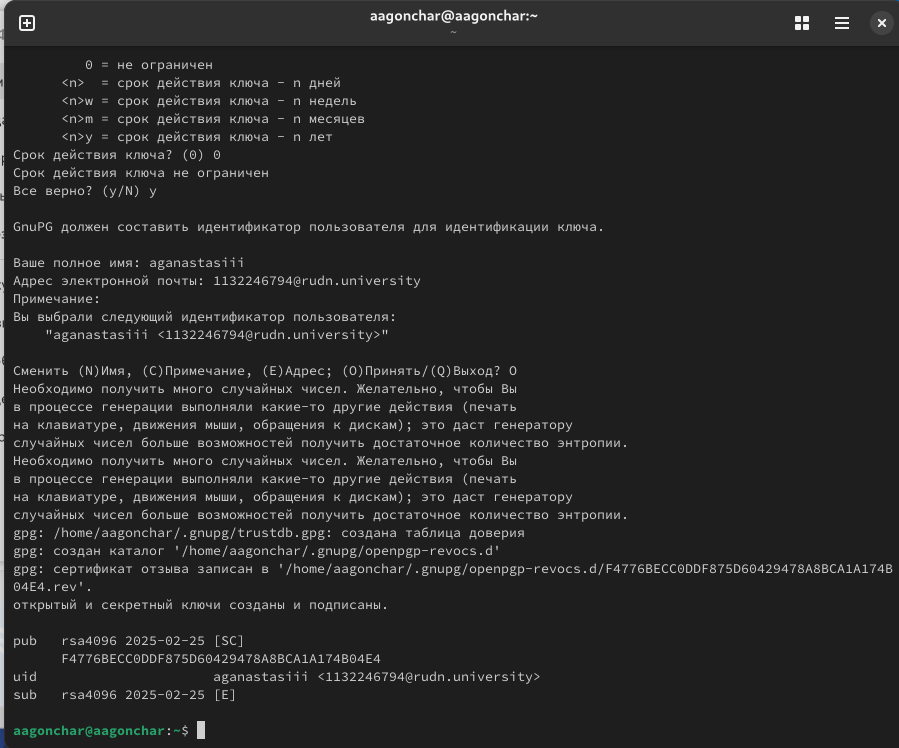 aagonchar@aagonchar:~
~
0 = не ограничен
<n>  = срок действия ключа - n дней
<n>w = срок действия ключа - n недель
<n>m = срок действия ключа - n месяцев
<n>y = срок действия ключа - n лет
Срок действия ключа? (0) 0
Срок действия ключа не ограничен
Все верно? (y/N) y
GnuPG должен составить идентификатор пользователя для идентификации ключа.
Ваше полное имя: aganastasiii
Адрес электронной почты: 1132246794@rudn.university
Примечание:
Вы выбрали следующий идентификатор пользователя:
"aganastasiii <1132246794@rudn.university>"
Сменить (N)Имя, (C)Примечание, (E)Адрес; (O)Принять/(Q)Выход? O
Необходимо получить много случайных чисел. Желательно, чтобы Вы
в процессе генерации выполняли какие-то другие действия (печать
на клавиатуре, движения мыши, обращения к дискам); это даст генератору
случайных чисел больше возможностей получить достаточное количество энтропии.
Необходимо получить много случайных чисел. Желательно, чтобы Вы
в процессе генерации выполняли какие-то другие действия (печать
на клавиатуре, движения мыши, обращения к дискам); это даст генератору
случайных чисел больше возможностей получить достаточное количество энтропии.
gpg: /home/aagonchar/.gnupg/trustdb.gpg: создана таблица доверия
gpg: создан каталог '/home/aagonchar/.gnupg/openpgp-revocs.d'
gpg: сертификат отзыва записан в '/home/aagonchar/.gnupg/openpgp-revocs.d/F4776BECC0DDF875D60429478A8BCA1A174B
04E4.rev'.
открытый и секретный ключи созданы и подписаны.
pub   rsa4096 2025-02-25 [SC]
F4776BECC0DDF875D60429478A8BCA1A174B04E4
uid                      aganastasiii <1132246794@rudn.university>
sub   rsa4096 2025-02-25 [E]
aagonchar@aagonchar:~$